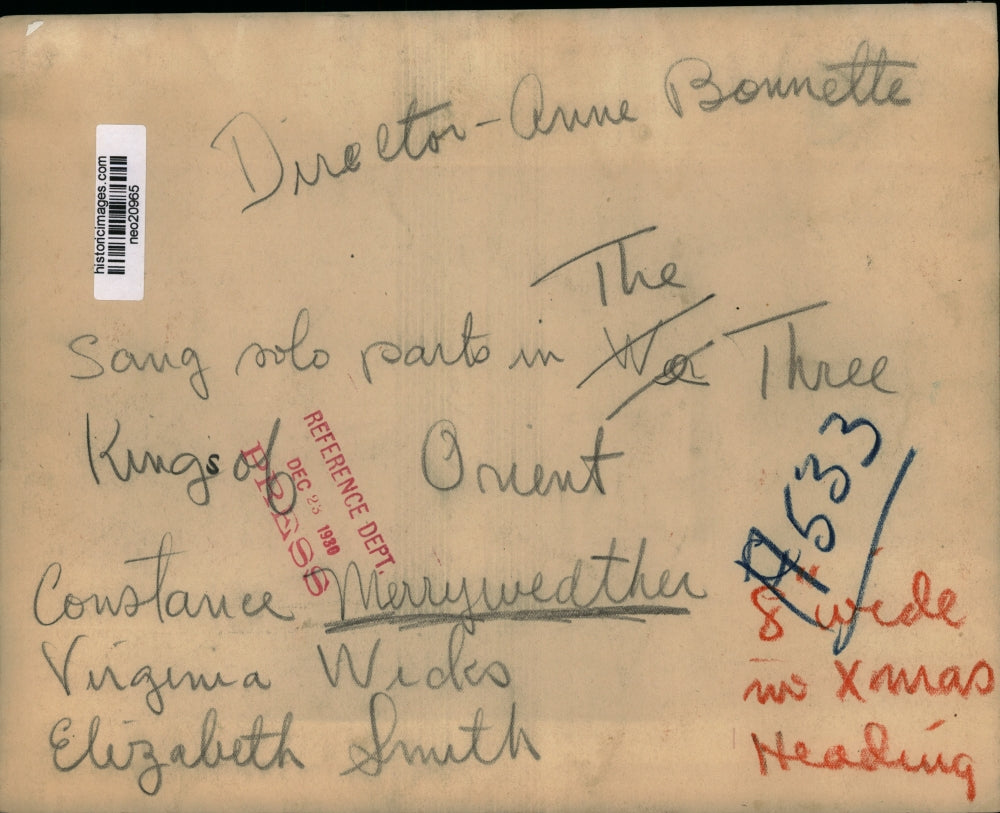 Director - Anne Bonnette
historicimages.com
neo20965
The
Sang solo parts in We Three
Kings of Orient
REFERENCE DEPT.
DEC 23 1930
PRESS
Constance Merryweather
Virginia Wicks
Elizabeth Smith
533
8" wide
in Xmas
Heading